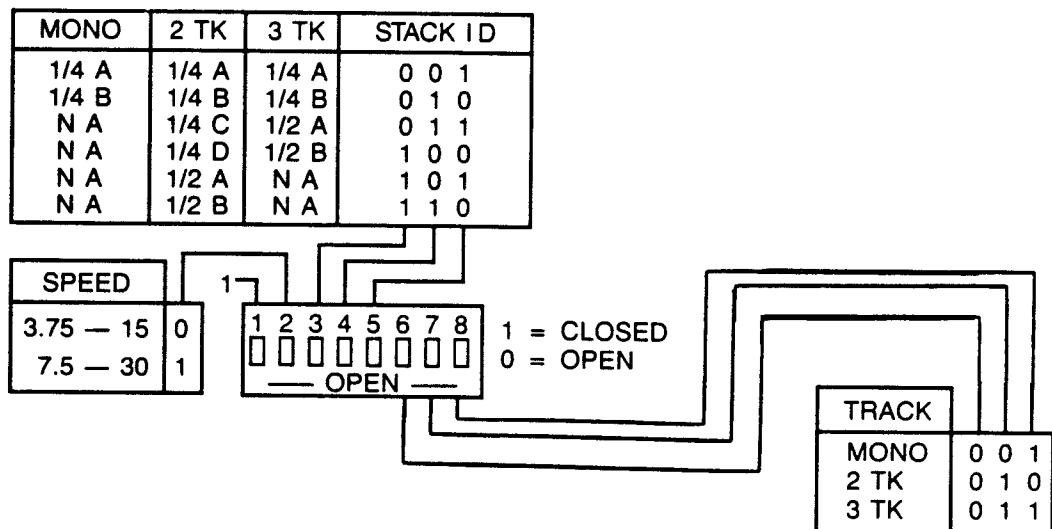 MONO 2 TK 3 TK STACK I D
1/4 A 1/4 A 1/4 A 0 0 1
1/4 B 1/4 B 1/4 B 0 1 0
N A 1/4 C 1/2 A 0 1 1
N A 1/4 D 1/2 B 1 0 0
N A 1/2 A N A 1 0 1
N A 1/2 B N A 1 1 0
SPEED
3.75 — 15 0
7.5 — 30 1
1
1 2 3 4 5 6 7 8
OPEN
1 = CLOSED
0 = OPEN
TRACK
MONO 0 0 1
2 TK 0 1 0
3 TK 0 1 1